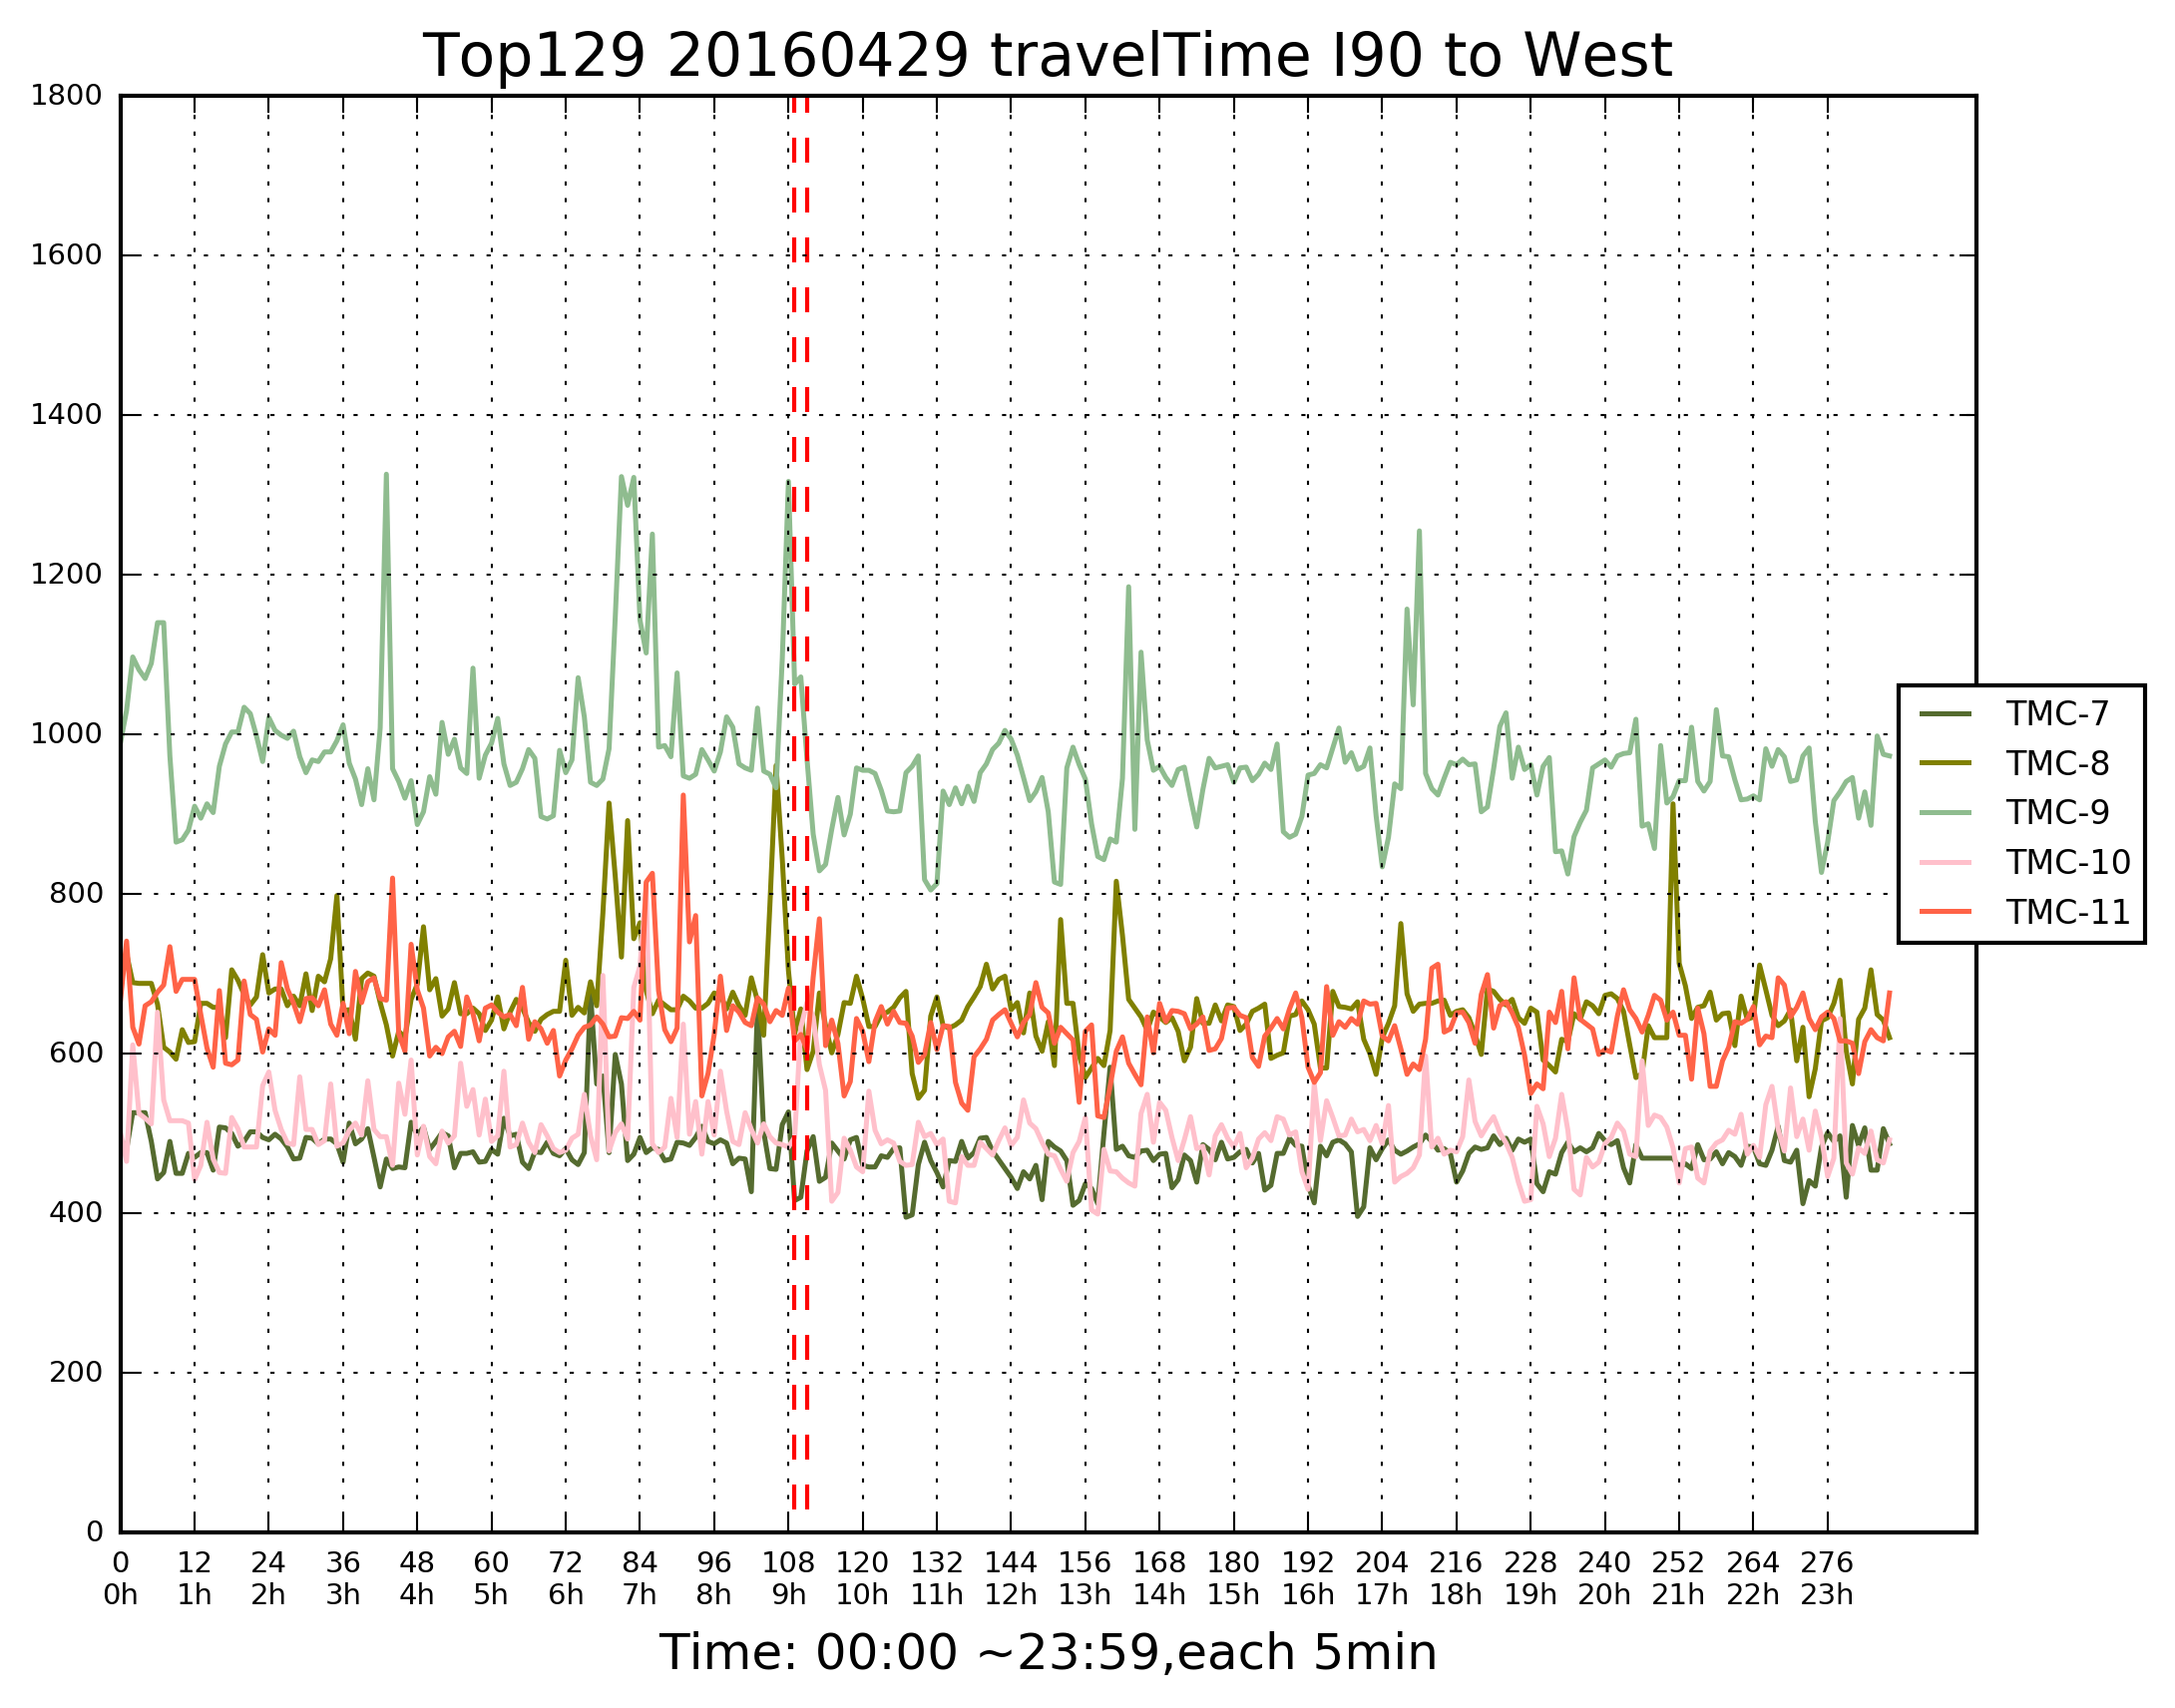 Top129 20160429 travelTime I90 to West
1800
1600
1400
1200
1000
800
600
400
200
0
TMC-7
TMC-8
TMC-9
TMC-10
TMC-11
0 12 24 36 48 60 72 84 96 108 120 132 144 156 168 180 192 204 216 228 240 252 264 276
0h 1h 2h 3h 4h 5h 6h 7h 8h 9h 10h 11h 12h 13h 14h 15h 16h 17h 18h 19h 20h 21h 22h 23h
Time: 00:00 ~23:59,each 5min